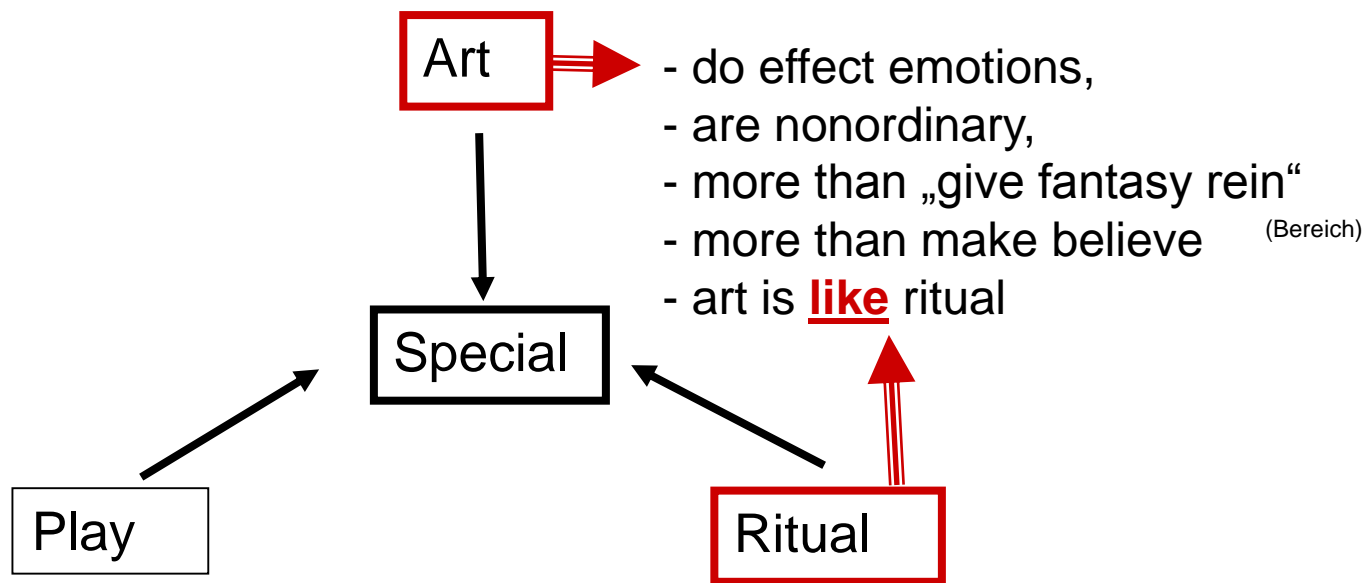 Art
- do effect emotions,
- are nonordinary,
- more than „give fantasy rein“
- more than make believe (Bereich)
- art is like ritual
Special
Play
Ritual